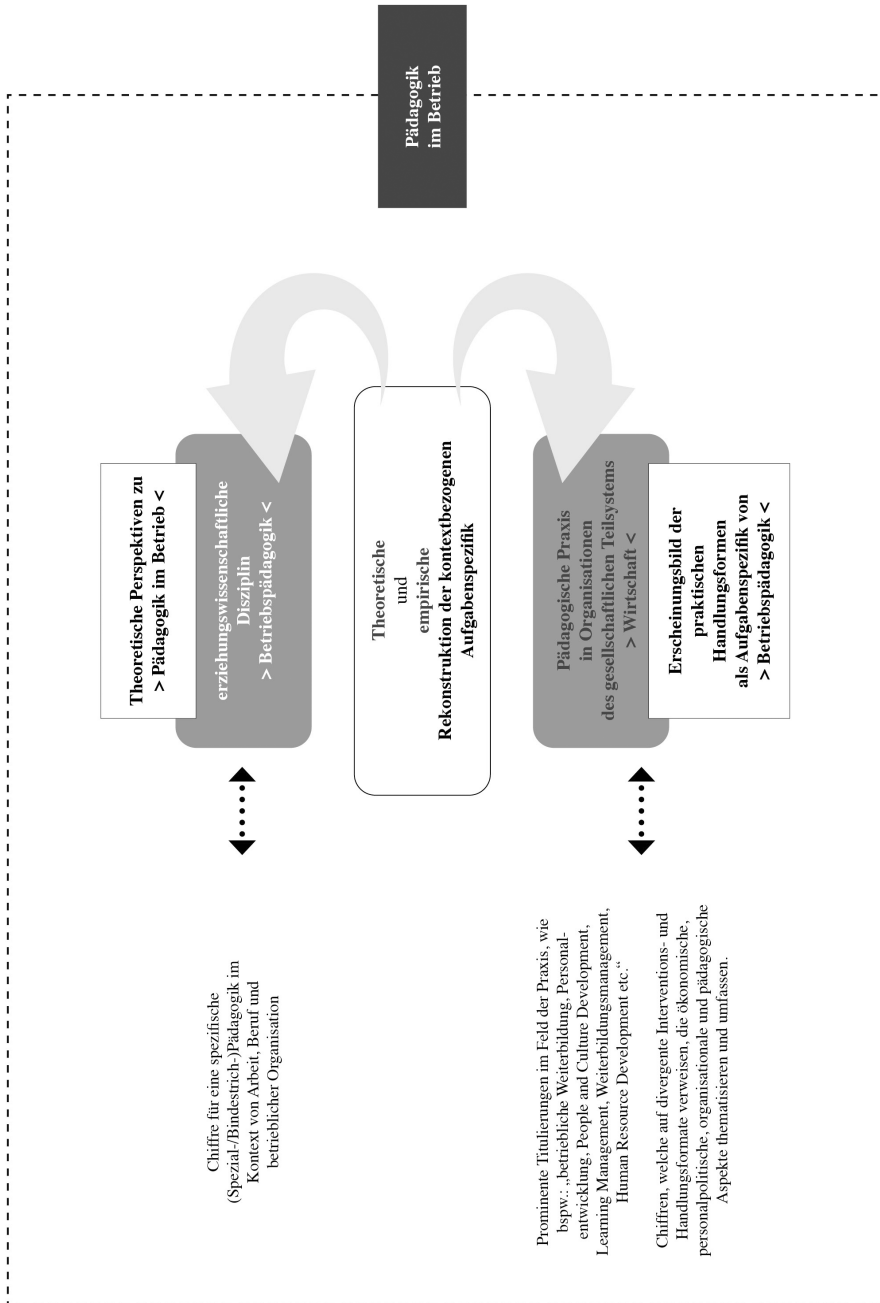 Pädagogik
im Betrieb
Theoretische Perspektiven zu
> Pädagogik im Betrieb <
erziehungswissenschaftliche
Disziplin
> Betriebspädagogik <
Chiffre für eine spezifische
(Spezial-/Bindestrich-)Pädagogik im
Kontext von Arbeit, Beruf und
betrieblicher Organisation
Theoretische
und
empirische
Rekonstruktion der kontextbezogenen
Aufgabenspezifik
Pädagogische Praxis
in Organisationen
des gesellschaftlichen Teilsystems
> Wirtschaft <
Erscheinungsbild der
praktischen
Handlungsformen
als Aufgabenspezifik von
> Betriebspädagogik <
Prominente Titulierungen im Feld der Praxis, wie
bspw.: „betriebliche Weiterbildung, Personal-
entwicklung, People and Culture Development,
Learning Management, Weiterbildungsmanagement,
Human Resource Development etc.“
Chiffren, welche auf divergente Interventions- und
Handlungsformate verweisen, die ökonomische,
personalpolitische, organisationale und pädagogische
Aspekte thematisieren und umfassen.